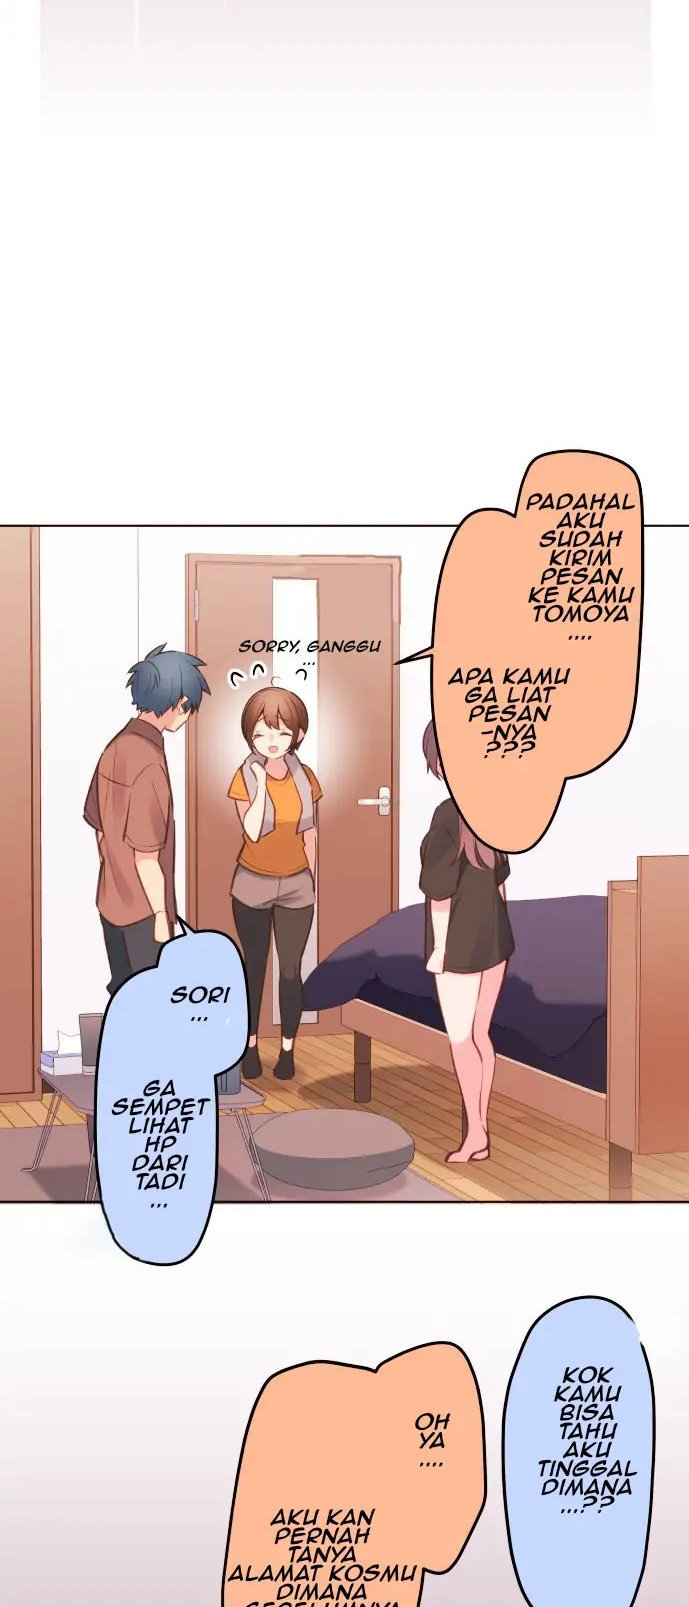 PADAHAL
AKU
SUDAH
KIRIM
PESAN
KE KAMU
TOMOYA
....
APA KAMU
GA LIAT
PESAN
-NYA
???
SORRY, GANGGU
...
SORI
...
GA
SEMPET
LIHAT
HP
DARI
TADI
...
KOK
KAMU
BISA
TAHU
AKU
TINGGAL
DIMANA
...??
OH
YA
....
AKU KAN
PERNAH
TANYA
ALAMAT KOSMU
DIMANA
SEBELUMNYA